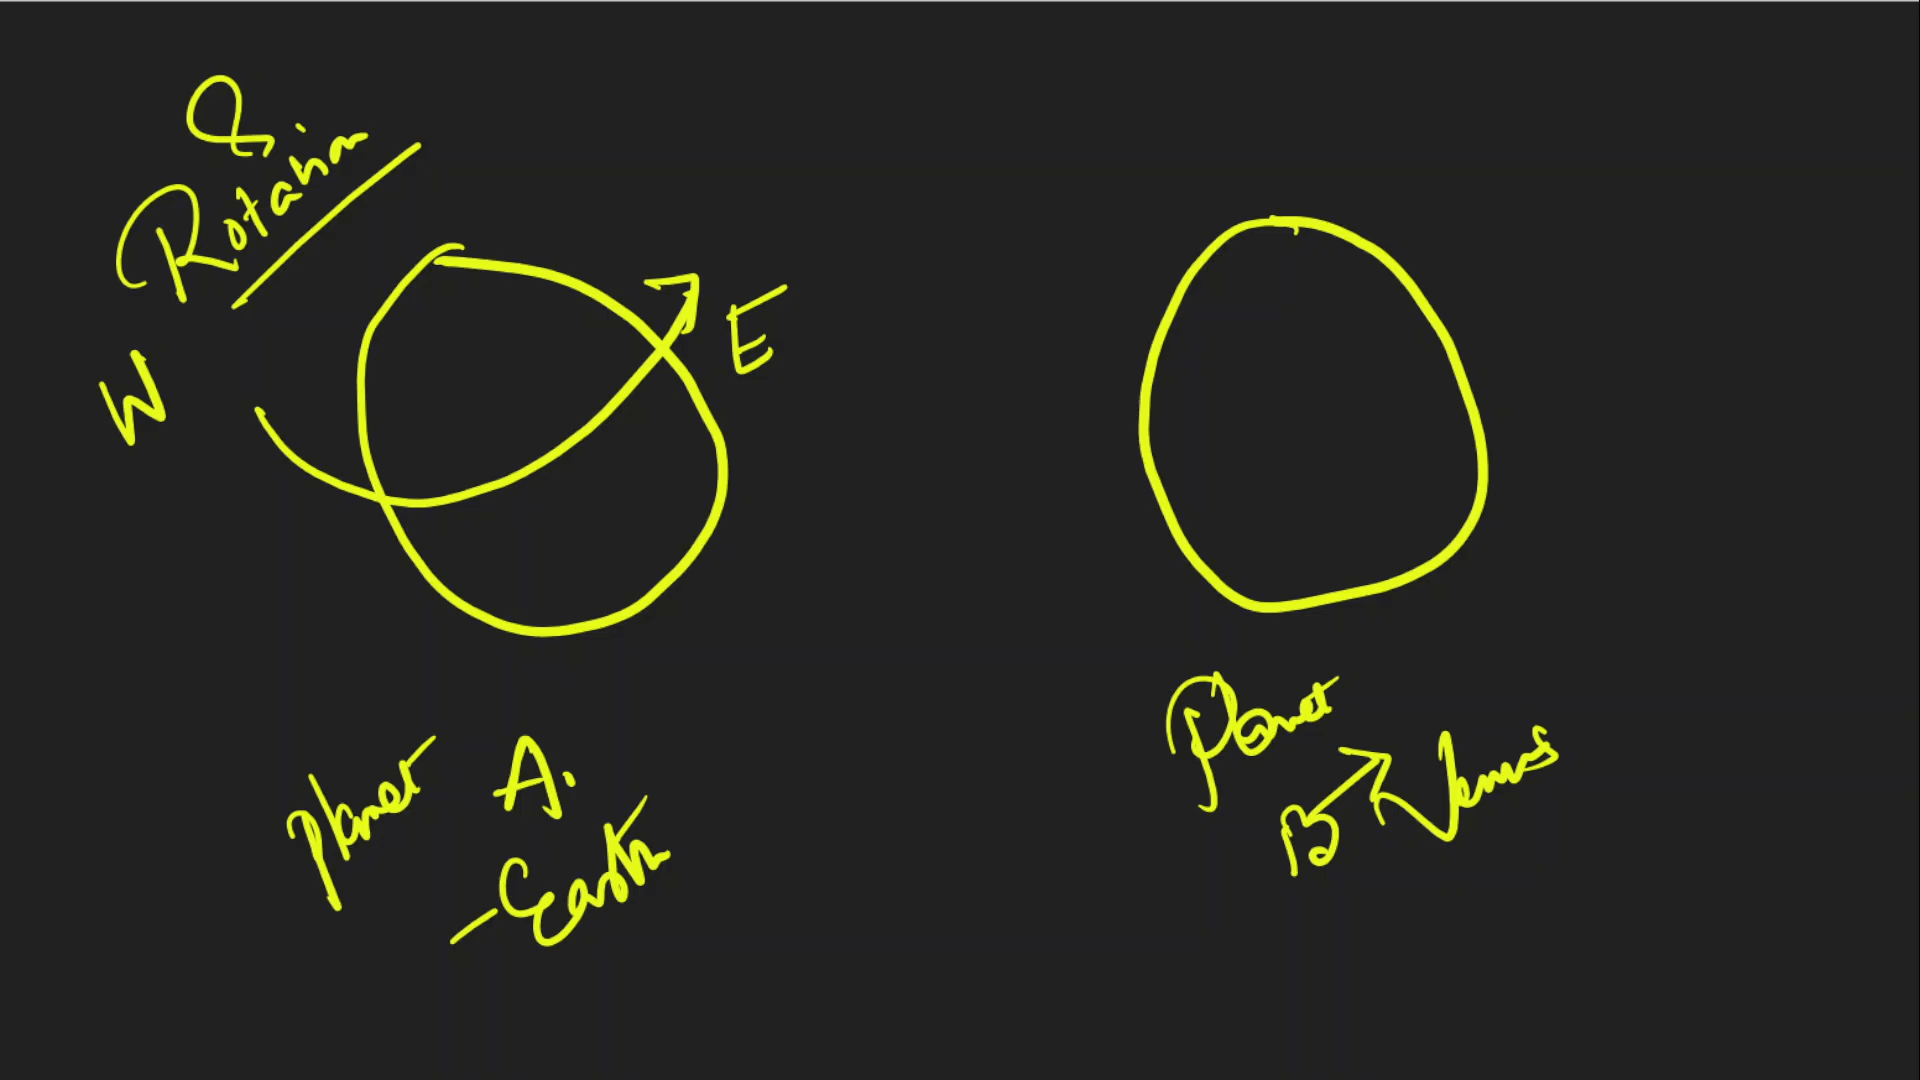 &
Rotation
W
E
Planet A.
- Earth
Planet
B → Venus